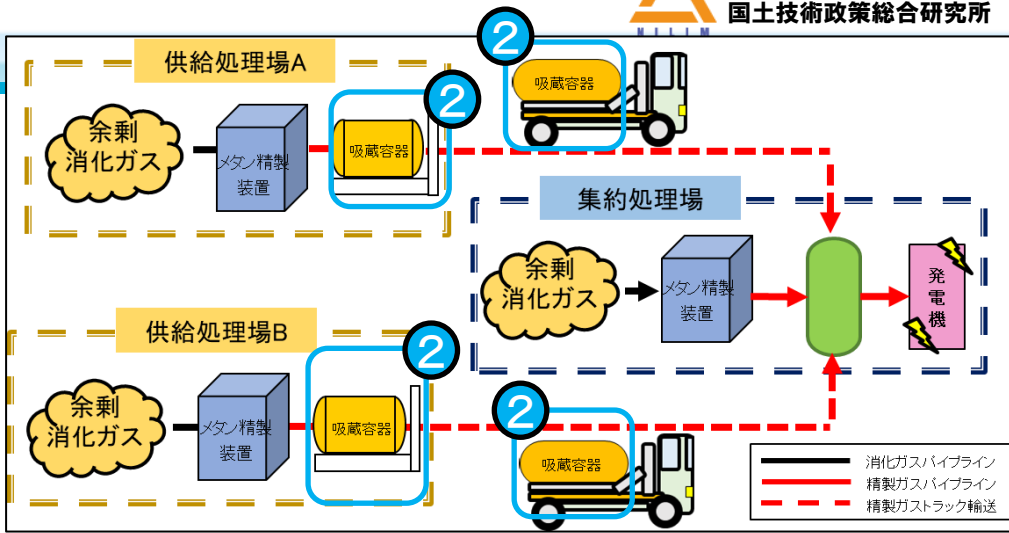 国土技術政策総合研究所
NILIM
供給処理場A
余剰
消化ガス
メタン精製
装置
吸蔵容器
②
②
吸蔵容器
集約処理場
余剰
消化ガス
メタン精製
装置
発
電
機
供給処理場B
余剰
消化ガス
メタン精製
装置
吸蔵容器
②
②
吸蔵容器
消化ガスパイプライン
精製ガスパイプライン
精製ガストラック輸送